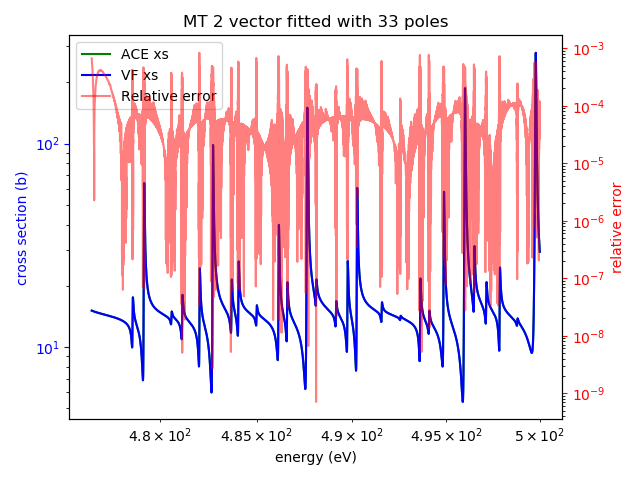 MT 2 vector fitted with 33 poles
ACE xs
VF xs
Relative error
cross section (b)
10²
10¹
relative error
10⁻³
10⁻⁴
10⁻⁵
10⁻⁶
10⁻⁷
10⁻⁸
10⁻⁹
4.8 × 10² 4.85 × 10² 4.9 × 10² 4.95 × 10² 5 × 10²
energy (eV)